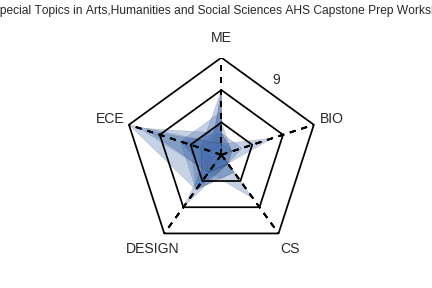 pecial Topics in Arts,Humanities and Social Sciences AHS Capstone Prep Works
ME
9
ECE
BIO
DESIGN
CS